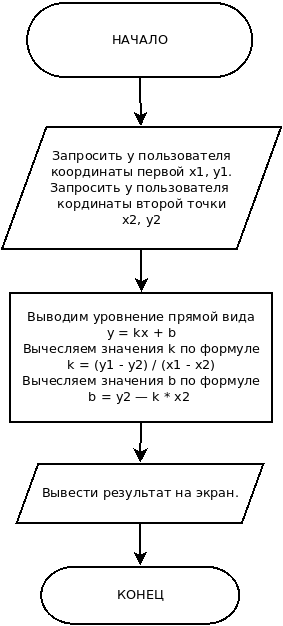 НАЧАЛО
Запросить у пользователя
координаты первой x1, y1.
Запросить у пользователя
кординаты второй точки
x2, y2
Выводим уровнение прямой вида
y = kx + b
Вычесляем значения k по формуле
k = (y1 - y2) / (x1 - x2)
Вычесляем значения b по формуле
b = y2 — k * x2
Вывести результат на экран.
КОНЕЦ